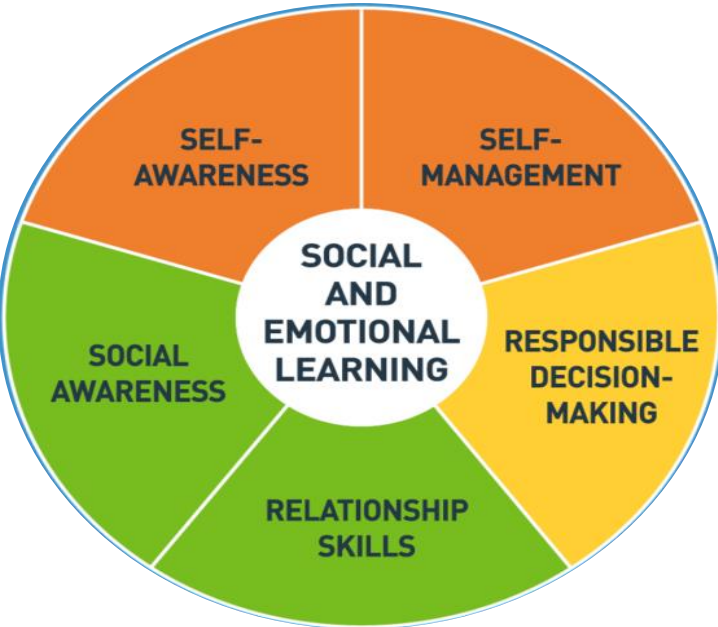 SELF-
AWARENESS
SELF-
MANAGEMENT
SOCIAL
AND
EMOTIONAL
LEARNING
SOCIAL
AWARENESS
RESPONSIBLE
DECISION-
MAKING
RELATIONSHIP
SKILLS